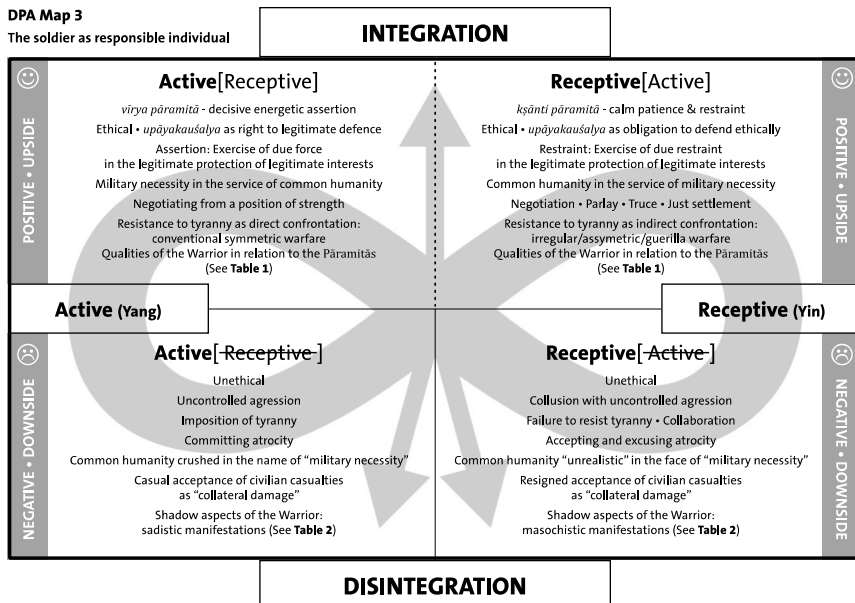 DPA Map 3
The soldier as responsible individual
INTEGRATION
POSITIVE • UPSIDE
Active[Receptive]
vīrya pāramitā - decisive energetic assertion
Ethical • upāyakauśalya as right to legitimate defence
Assertion: Exercise of due force
in the legitimate protection of legitimate interests
Military necessity in the service of common humanity
Negotiating from a position of strength
Resistance to tyranny as direct confrontation:
conventional symmetric warfare
Qualities of the Warrior in relation to the Pāramitās
(See Table 1)
Receptive[Active]
kṣānti pāramitā - calm patience & restraint
Ethical • upāyakauśalya as obligation to defend ethically
Restraint: Exercise of due restraint
in the legitimate protection of legitimate interests
Common humanity in the service of military necessity
Negotiation • Parlay • Truce • Just settlement
Resistance to tyranny as indirect confrontation:
irregular/assymetric/guerilla warfare
Qualities of the Warrior in relation to the Pāramitās
(See Table 1)
POSITIVE • UPSIDE
Active (Yang)
Receptive (Yin)
NEGATIVE • DOWNSIDE
Active[Receptive]
Unethical
Uncontrolled agression
Imposition of tyranny
Committing atrocity
Common humanity crushed in the name of “military necessity”
Casual acceptance of civilian casualties
as “collateral damage”
Shadow aspects of the Warrior:
sadistic manifestations (See Table 2)
Receptive[Active]
Unethical
Collusion with uncontrolled agression
Failure to resist tyranny • Collaboration
Accepting and excusing atrocity
Common humanity “unrealistic” in the face of “military necessity”
Resigned acceptance of civilian casualties
as “collateral damage”
Shadow aspects of the Warrior:
masochistic manifestations (See Table 2)
NEGATIVE • DOWNSIDE
DISINTEGRATION